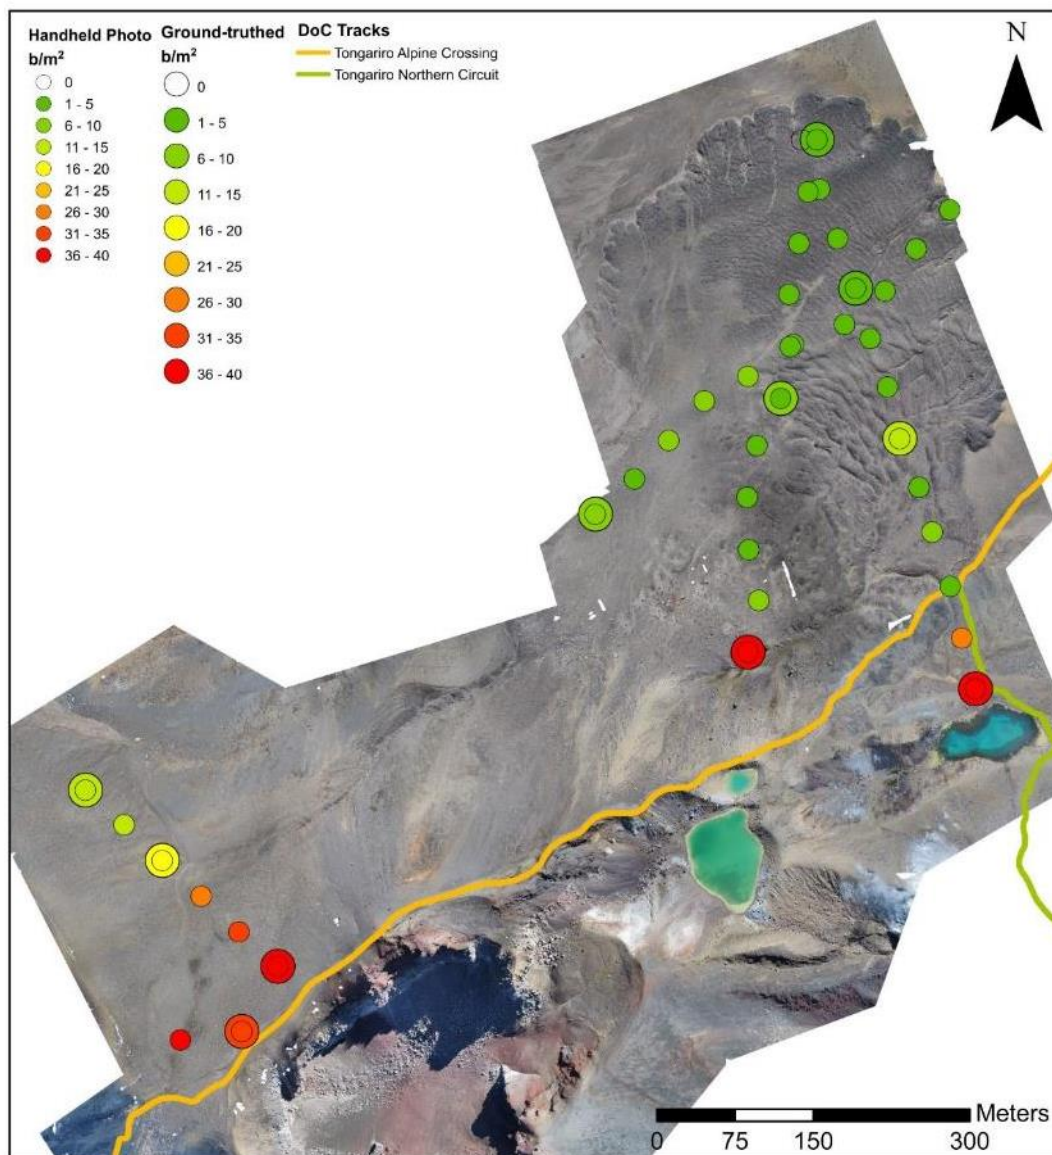 Handheld Photo
b/m²
0
1 - 5
6 - 10
11 - 15
16 - 20
21 - 25
26 - 30
31 - 35
36 - 40
Ground-truthed
b/m²
0
1 - 5
6 - 10
11 - 15
16 - 20
21 - 25
26 - 30
31 - 35
36 - 40
DoC Tracks
Tongariro Alpine Crossing
Tongariro Northern Circuit
N
Meters
0 75 150 300